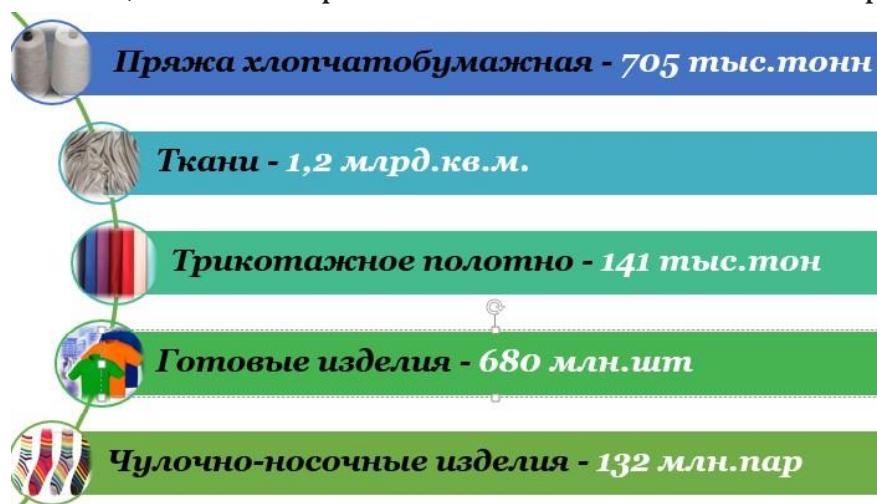 Пряжа хлопчатобумажная - 705 тыс.тонн
Ткани - 1,2 млрд.кв.м.
Трикотажное полотно - 141 тыс.тон
Готовые изделия - 680 млн.шт
Чулочно-носочные изделия - 132 млн.пар